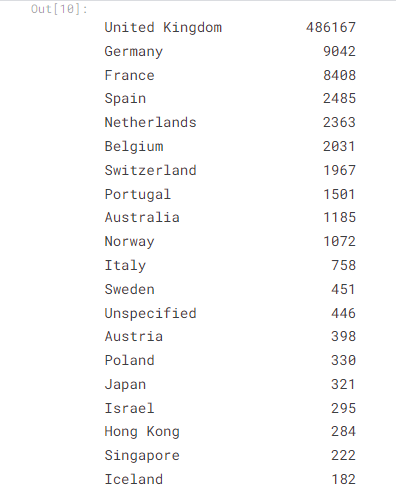 Out[10]:
United Kingdom 486167
Germany 9042
France 8408
Spain 2485
Netherlands 2363
Belgium 2031
Switzerland 1967
Portugal 1501
Australia 1185
Norway 1072
Italy 758
Sweden 451
Unspecified 446
Austria 398
Poland 330
Japan 321
Israel 295
Hong Kong 284
Singapore 222
Iceland 182